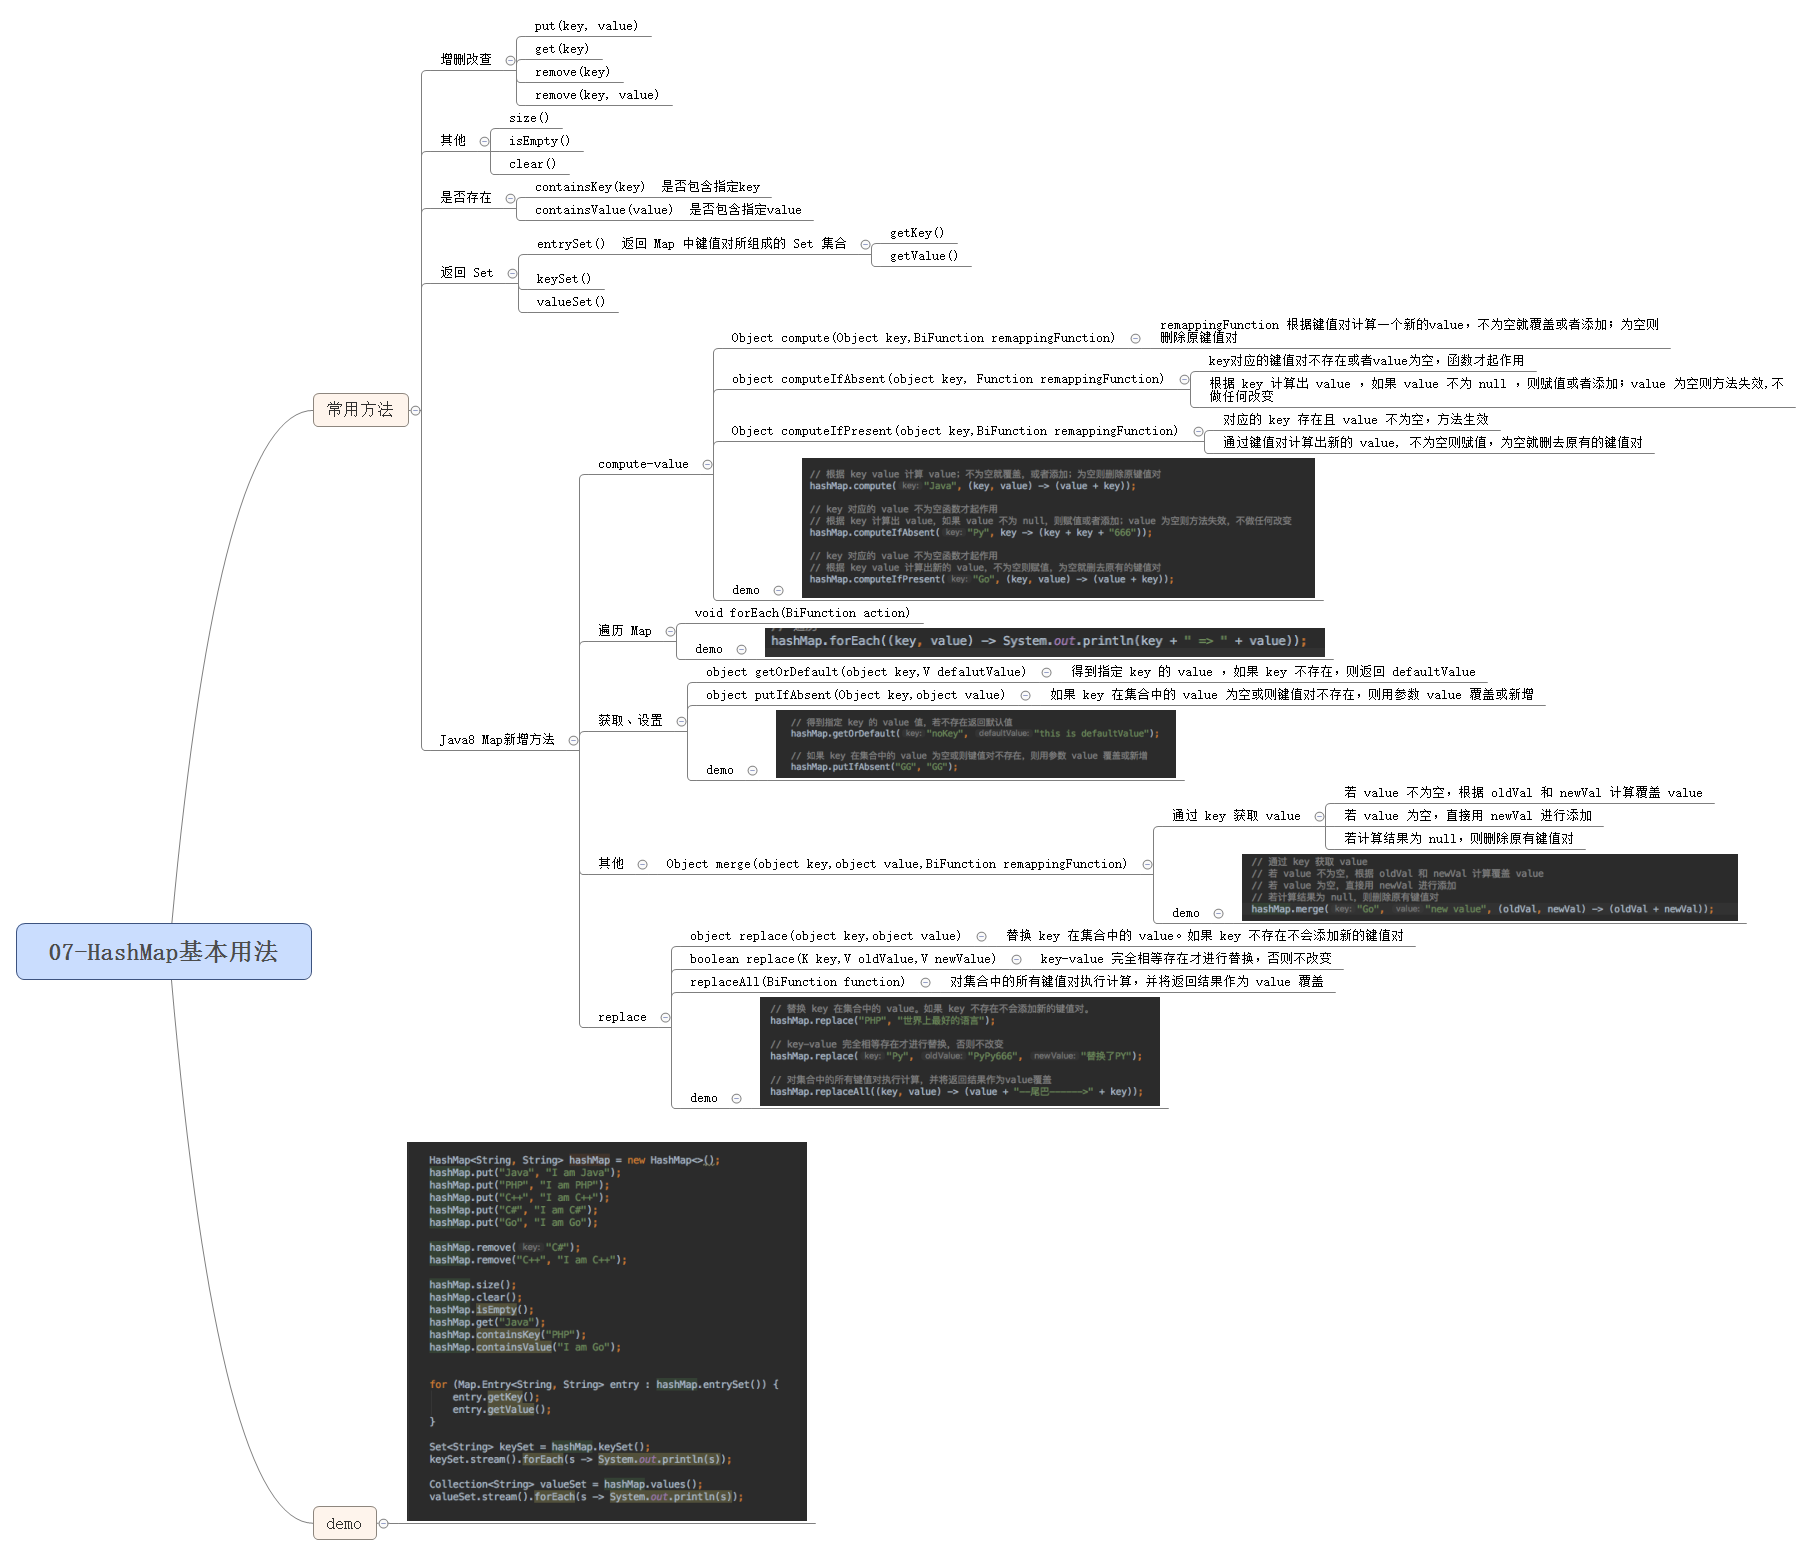 增删改查
put(key, value)
get(key)
remove(key)
remove(key, value)
其他
size()
isEmpty()
clear()
是否存在
containsKey(key)  是否包含指定key
containsValue(value)  是否包含指定value
返回 Set
entrySet()  返回 Map 中键值对所组成的 Set 集合
getKey()
getValue()
keySet()
valueSet()
常用方法
Java8 Map新增方法
compute-value
Object compute(Object key,BiFunction remappingFunction)
remappingFunction 根据键值对计算一个新的value，不为空就覆盖或者添加；为空则
删除原键值对
object computeIfAbsent(object key, Function remappingFunction)
key对应的键值对不存在或者value为空，函数才起作用
根据 key 计算出 value ，如果 value 不为 null ，则赋值或者添加；value 为空则方法失效,不
做任何改变
Object computeIfPresent(object key,BiFunction remappingFunction)
对应的 key 存在且 value 不为空，方法生效
通过键值对计算出新的 value, 不为空则赋值，为空就删去原有的键值对
demo
// 根据 key value 计算 value；不为空就覆盖，或者添加；为空则删除原键值对
hashMap.compute( key: "Java", (key, value) -> (value + key));
// key 对应的 value 不为空函数才起作用
// 根据 key 计算出 value，如果 value 不为 null，则赋值或者添加；value 为空则方法失效，不做任何改变
hashMap.computeIfAbsent( key: "Py", key -> (key + key + "666"));
// key 对应的 value 不为空函数才起作用
// 根据 key value 计算出新的 value，不为空则赋值，为空就删去原有的键值对
hashMap.computeIfPresent( key: "Go", (key, value) -> (value + key));
遍历 Map
void forEach(BiFunction action)
demo
hashMap.forEach((key, value) -> System.out.println(key + " => " + value));
获取、设置
object getOrDefault(object key,V defalutValue)
得到指定 key 的 value ，如果 key 不存在，则返回 defaultValue
object putIfAbsent(Object key,object value)
如果 key 在集合中的 value 为空或则键值对不存在，则用参数 value 覆盖或新增
demo
// 得到指定 key 的 value 值，若不存在返回默认值
hashMap.getOrDefault( key: "noKey", defaultValue: "this is defaultValue");
// 如果 key 在集合中的 value 为空或则键值对不存在，则用参数 value 覆盖或新增
hashMap.putIfAbsent("GG", "GG");
其他
Object merge(object key,object value,BiFunction remappingFunction)
通过 key 获取 value
若 value 不为空，根据 oldVal 和 newVal 计算覆盖 value
若 value 为空，直接用 newVal 进行添加
若计算结果为 null，则删除原有键值对
demo
// 通过 key 获取 value
// 若 value 不为空，根据 oldVal 和 newVal 计算覆盖 value
// 若 value 为空，直接用 newVal 进行添加
// 若计算结果为 null，则删除原有键值对
hashMap.merge( key: "Go", value: "new value", (oldVal, newVal) -> (oldVal + newVal));
replace
object replace(object key,object value)
替换 key 在集合中的 value。如果 key 不存在不会添加新的键值对
boolean replace(K key,V oldValue,V newValue)
key-value 完全相等存在才进行替换，否则不改变
replaceAll(BiFunction function)
对集合中的所有键值对执行计算，并将返回结果作为 value 覆盖
demo
// 替换 key 在集合中的 value。如果 key 不存在不会添加新的键值对。
hashMap.replace("PHP", "世界上最好的语言");
// key-value 完全相等存在才进行替换，否则不改变
hashMap.replace( key: "Py", oldValue: "PyPy666", newValue: "替换了PY");
// 对集合中的所有键值对执行计算，并将返回结果作为value覆盖
hashMap.replaceAll((key, value) -> (value + "——尾巴——————>" + key));
07-HashMap基本用法
demo
HashMap<String, String> hashMap = new HashMap<>();
hashMap.put("Java", "I am Java");
hashMap.put("PHP", "I am PHP");
hashMap.put("C++", "I am C++");
hashMap.put("C#", "I am C#");
hashMap.put("Go", "I am Go");
hashMap.remove( key: "C#");
hashMap.remove("C++", "I am C++");
hashMap.size();
hashMap.clear();
hashMap.isEmpty();
hashMap.get("Java");
hashMap.containsKey("PHP");
hashMap.containsValue("I am Go");
for (Map.Entry<String, String> entry : hashMap.entrySet()) {
entry.getKey();
entry.getValue();
}
Set<String> keySet = hashMap.keySet();
keySet.stream().forEach(s -> System.out.println(s));
Collection<String> valueSet = hashMap.values();
valueSet.stream().forEach(s -> System.out.println(s));